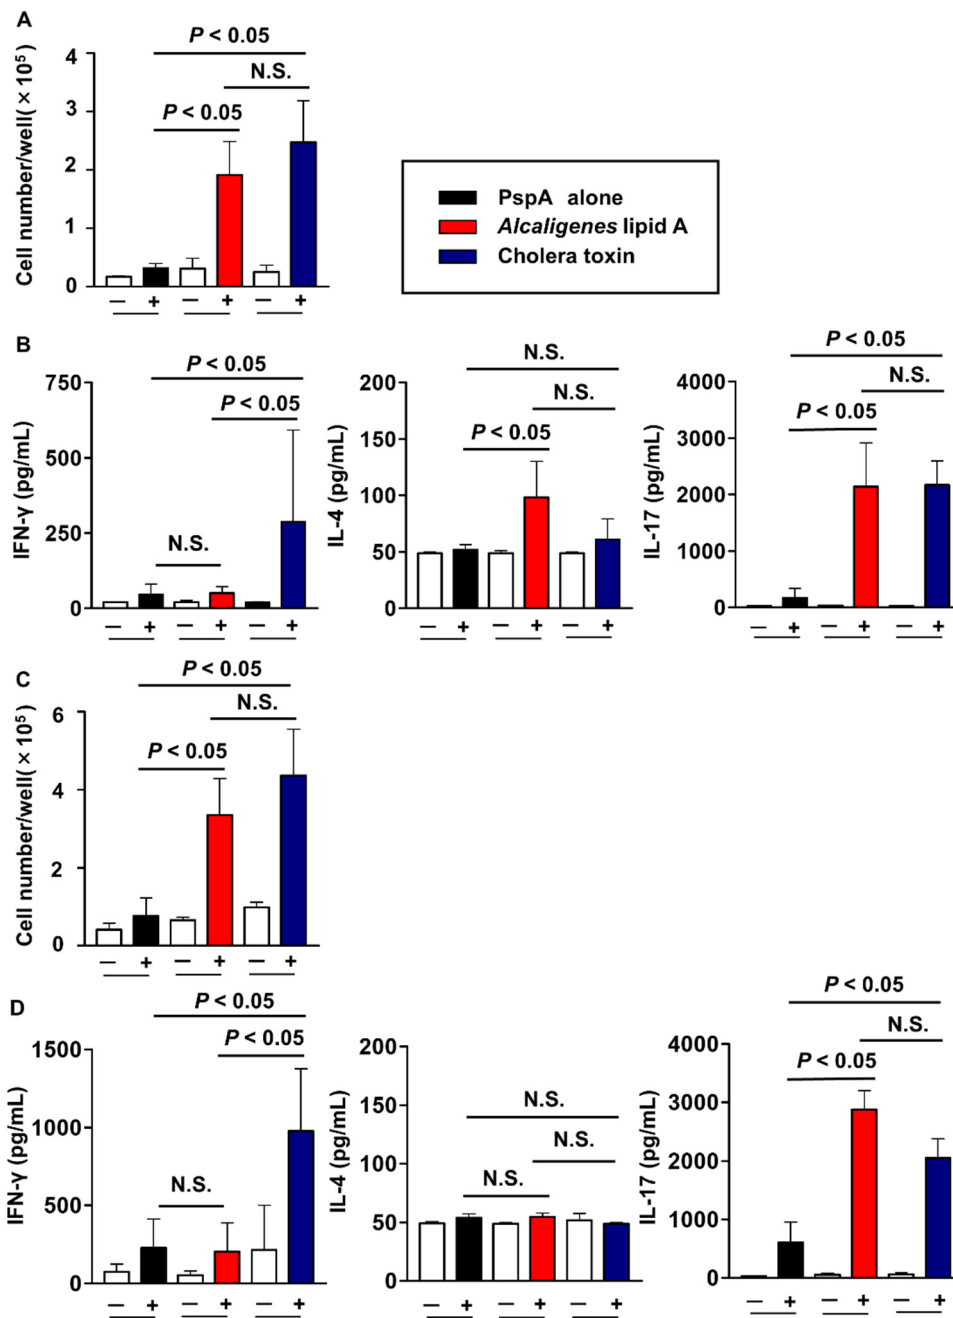 A
P < 0.05
N.S.
P < 0.05
Cell number/well( × 10⁵)
4
3
2
1
0
— + — + — +
PspA alone
Alcaligenes lipid A
Cholera toxin
B
P < 0.05
P < 0.05
N.S.
IFN-γ (pg/mL)
750
500
250
0
— + — + — +
N.S.
N.S.
P < 0.05
IL-4 (pg/mL)
200
150
100
50
0
— + — + — +
P < 0.05
N.S.
P < 0.05
IL-17 (pg/mL)
4000
3000
2000
1000
0
— + — + — +
C
P < 0.05
N.S.
P < 0.05
Cell number/well( × 10⁵)
6
4
2
0
— + — + — +
D
P < 0.05
P < 0.05
N.S.
IFN-γ (pg/mL)
1500
1000
500
0
— + — + — +
N.S.
N.S.
N.S.
IL-4 (pg/mL)
200
150
100
50
0
— + — + — +
P < 0.05
N.S.
P < 0.05
IL-17 (pg/mL)
4000
3000
2000
1000
0
— + — + — +